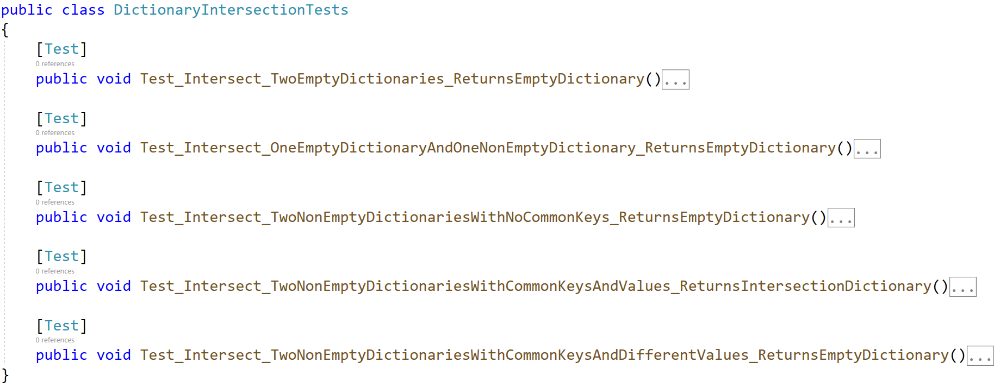 public class DictionaryIntersectionTests
{
[Test]
0 references
public void Test_Intersect_TwoEmptyDictionaries_ReturnsEmptyDictionary()...
[Test]
0 references
public void Test_Intersect_OneEmptyDictionaryAndOneNonEmptyDictionary_ReturnsEmptyDictionary()...
[Test]
0 references
public void Test_Intersect_TwoNonEmptyDictionariesWithNoCommonKeys_ReturnsEmptyDictionary()...
[Test]
0 references
public void Test_Intersect_TwoNonEmptyDictionariesWithCommonKeysAndValues_ReturnsIntersectionDictionary()...
[Test]
0 references
public void Test_Intersect_TwoNonEmptyDictionariesWithCommonKeysAndDifferentValues_ReturnsEmptyDictionary()...
}